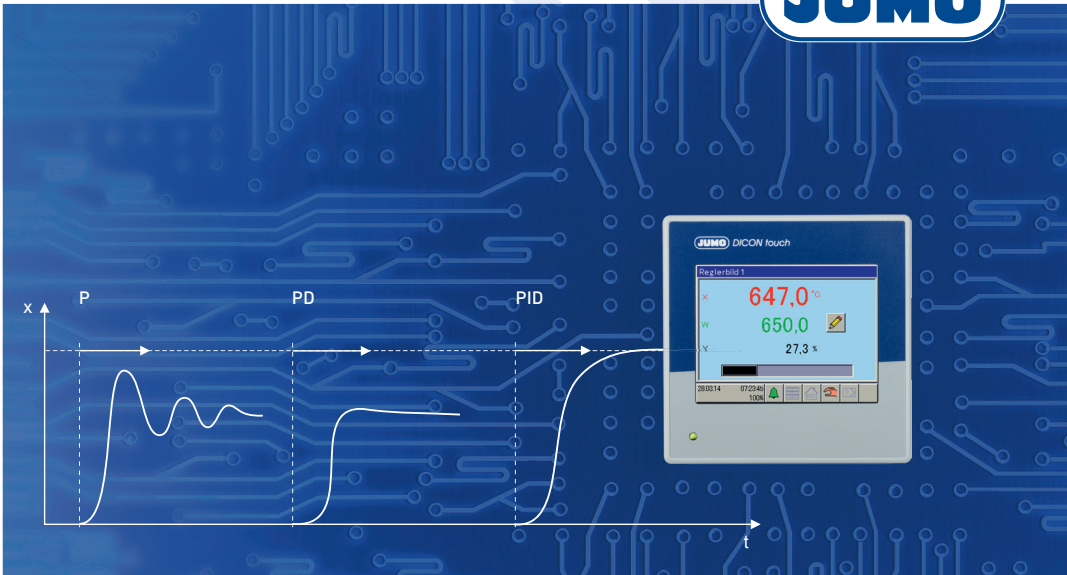 JUMO
JUMO DICON touch
Reglerbild 1
X 647,0 °C
W 650,0
Y 27,3 %
28.03.14 07:23:45
100%
P PD PID
x
t